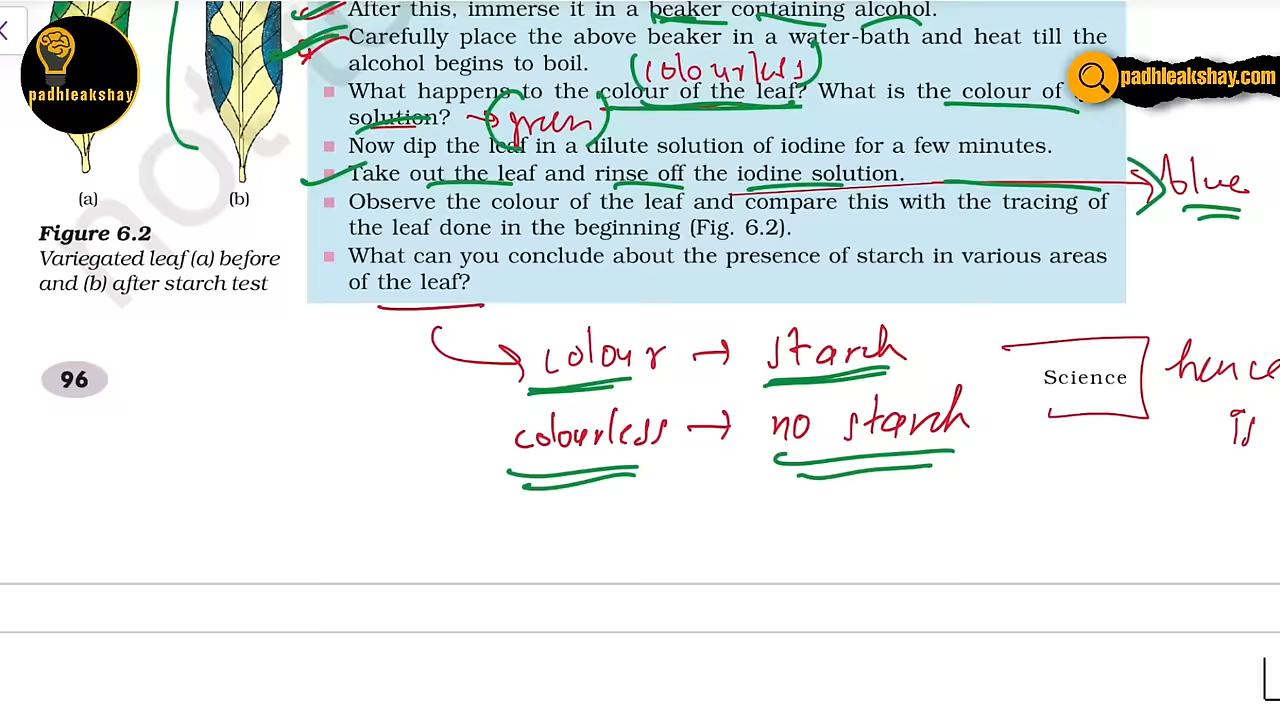 After this, immerse it in a beaker containing alcohol.
Carefully place the above beaker in a water-bath and heat till the
alcohol begins to boil.
(colourless)
What happens to the colour of the leaf? What is the colour of
solution? → (green)
Now dip the leaf in a dilute solution of iodine for a few minutes.
Take out the leaf and rinse off the iodine solution.
blue
Observe the colour of the leaf and compare this with the tracing of
the leaf done in the beginning (Fig. 6.2).
What can you conclude about the presence of starch in various areas
of the leaf?
padhleakshay
padhleakshay.com
(a)
(b)
Figure 6.2
Variegated leaf (a) before
and (b) after starch test
colour → starch
colourless → no starch
96
Science
hence
is
not